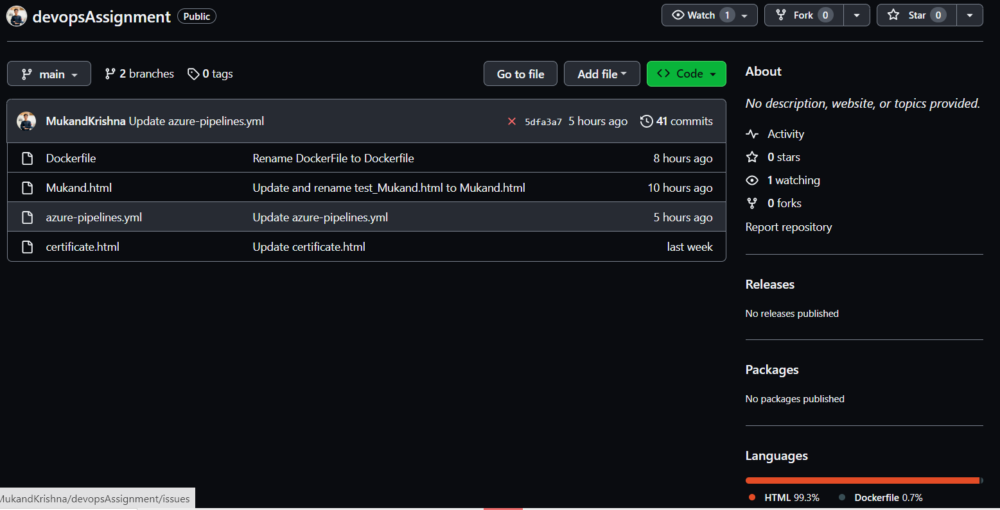 devopsAssignment Public Watch 1 Fork 0 Star 0
main 2 branches 0 tags Go to file Add file <> Code
MukandKrishna Update azure-pipelines.yml 5dfa3a7 5 hours ago 41 commits
Dockerfile Rename DockerFile to Dockerfile 8 hours ago
Mukand.html Update and rename test_Mukand.html to Mukand.html 10 hours ago
azure-pipelines.yml Update azure-pipelines.yml 5 hours ago
certificate.html Update certificate.html last week
About
No description, website, or topics provided.
Activity
0 stars
1 watching
0 forks
Report repository
Releases
No releases published
Packages
No packages published
Languages
HTML 99.3% Dockerfile 0.7%
MukandKrishna/devopsAssignment/issues